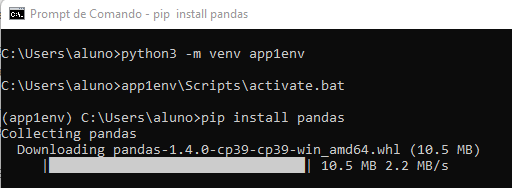 Prompt de Comando - pip install pandas
C:\Users\aluno>python3 -m venv app1env
C:\Users\aluno>app1env\Scripts\activate.bat
(app1env) C:\Users\aluno>pip install pandas
Collecting pandas
  Downloading pandas-1.4.0-cp39-cp39-win_amd64.whl (10.5 MB)
     |████████████████████████████████| 10.5 MB 2.2 MB/s